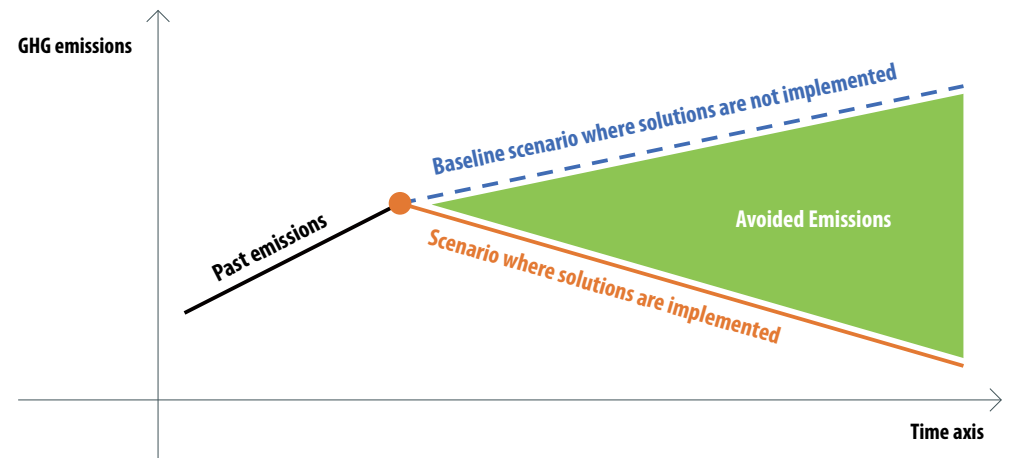 GHG emissions
Baseline scenario where solutions are not implemented
Past emissions
Scenario where solutions are implemented
Avoided Emissions
Time axis